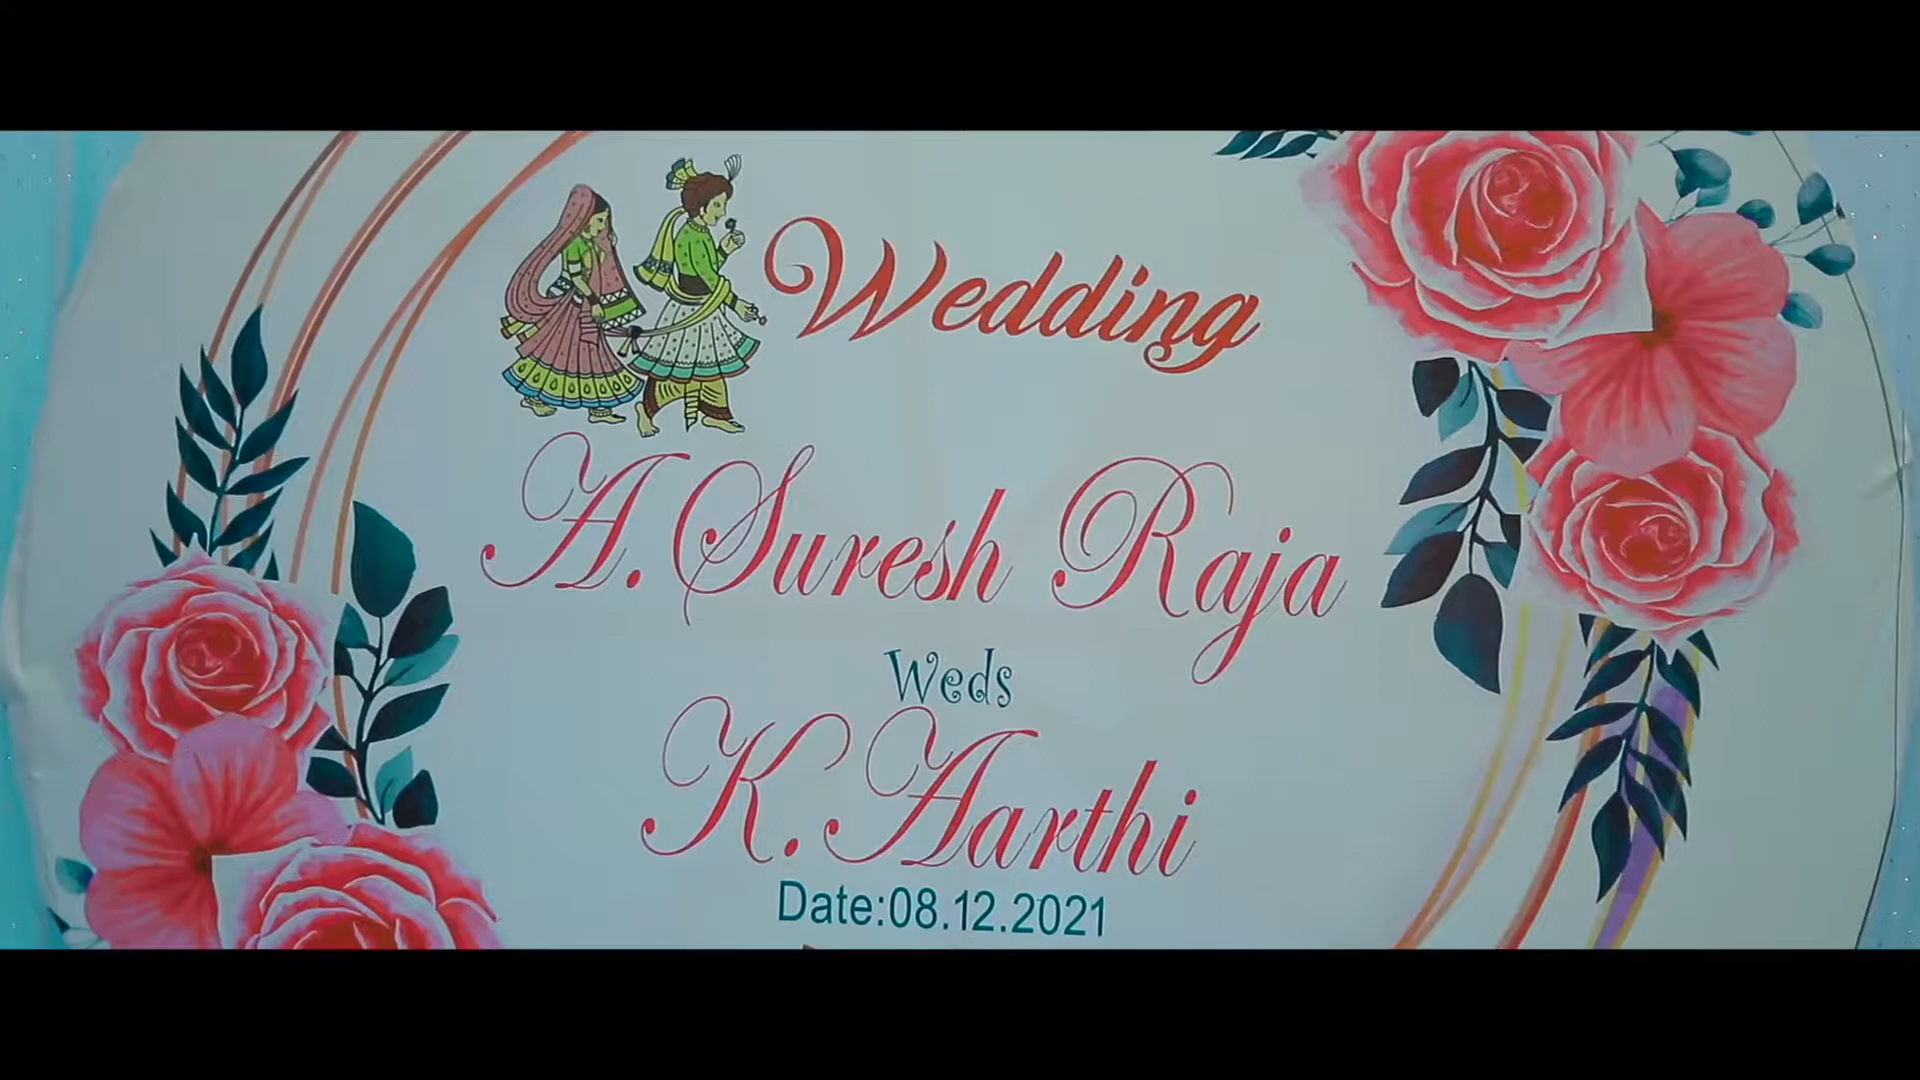 Wedding
A. Suresh Raja
Weds
K. Aarthi
Date:08.12.2021